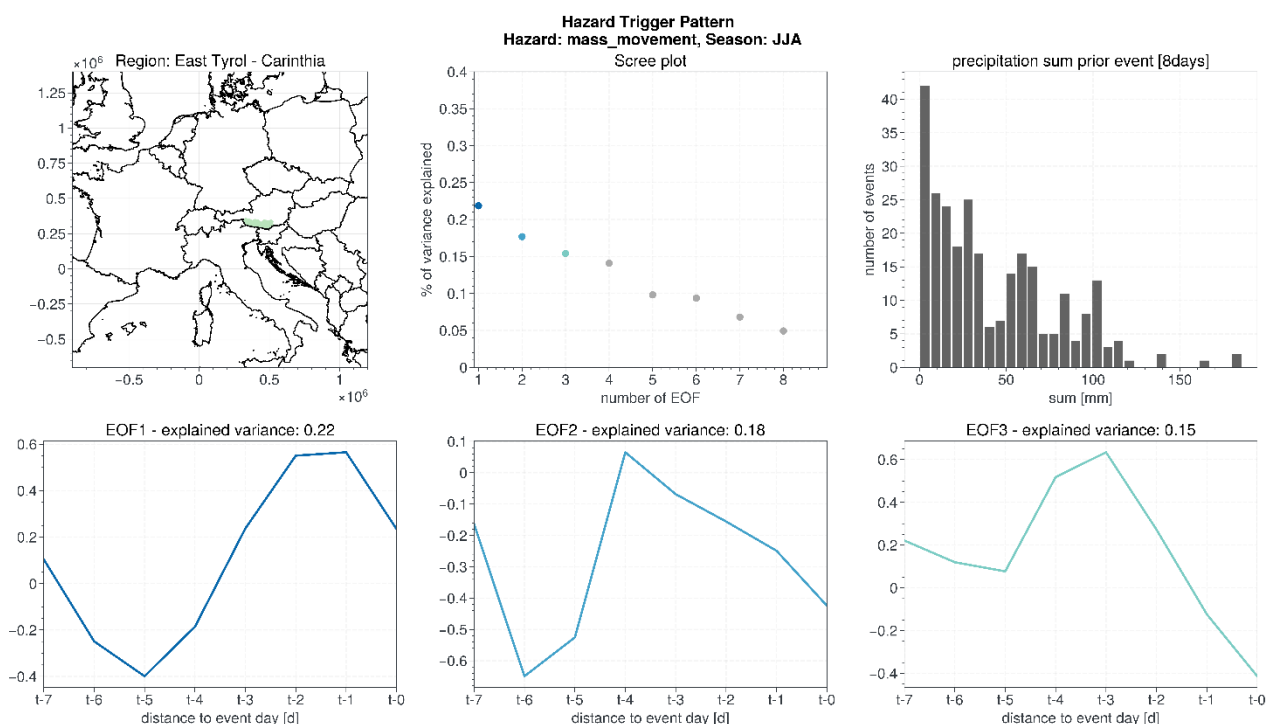 Hazard Trigger Pattern
Hazard: mass_movement, Season: JJA
Region: East Tyrol - Carinthia
×10⁶
1.25
1
0.75
0.5
0.25
0
−0.25
−0.5
−0.5
0
0.5
1
×10⁶
Scree plot
% of variance explained
0.4
0.35
0.3
0.25
0.2
0.15
0.1
0.05
0
1
2
3
4
5
6
7
8
number of EOF
precipitation sum prior event [8days]
number of events
40
35
30
25
20
15
10
5
0
0
50
100
150
sum [mm]
EOF1 - explained variance: 0.22
0.6
0.4
0.2
0
−0.2
−0.4
t-7
t-6
t-5
t-4
t-3
t-2
t-1
t-0
distance to event day [d]
EOF2 - explained variance: 0.18
0.1
0
−0.1
−0.2
−0.3
−0.4
−0.5
−0.6
t-7
t-6
t-5
t-4
t-3
t-2
t-1
t-0
distance to event day [d]
EOF3 - explained variance: 0.15
0.6
0.4
0.2
0
−0.2
−0.4
t-7
t-6
t-5
t-4
t-3
t-2
t-1
t-0
distance to event day [d]